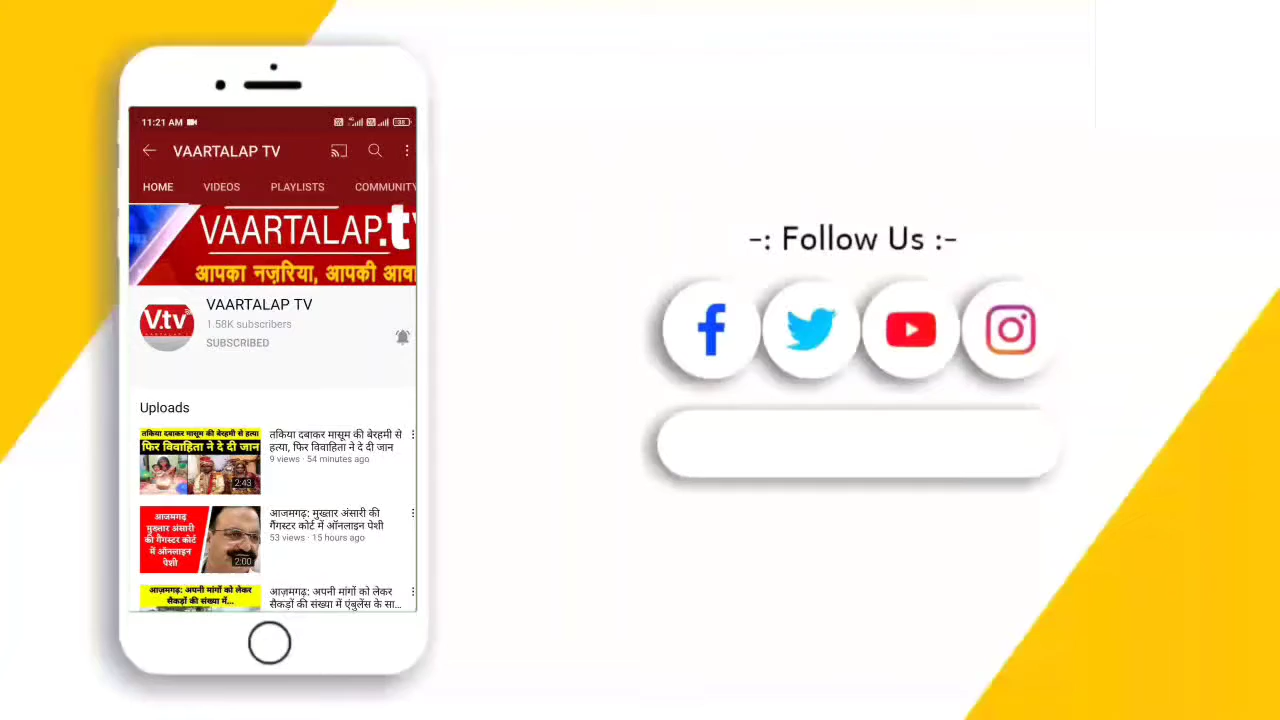 11:21 AM
VAARTALAP TV
HOME VIDEOS PLAYLISTS COMMUNITY
VAARTALAP.tv
आपका नज़रिया, आपकी आवा
V.tv
VAARTALAP TV
1.58K subscribers
SUBSCRIBED
Uploads
तकिया दबाकर मासूम की बेरहमी से हत्या
फिर विवाहिता ने दे दी जान
2:43
तकिया दबाकर मासूम की बेरहमी से
हत्या, फिर विवाहिता ने दे दी जान
9 views · 54 minutes ago
आजमगढ़
मुख्तार अंसारी
की गैंगस्टर कोर्ट
में ऑनलाइन
पेशी
2:00
आजमगढ़: मुख़्तार अंसारी की
गैंगस्टर कोर्ट में ऑनलाइन पेशी
53 views · 15 hours ago
आज़मगढ़: अपनी मांगों को लेकर
सैकड़ों की संख्या में...
आज़मगढ़: अपनी मांगों को लेकर
सैकड़ों की संख्या में एंबुलेंस के सा...
-: Follow Us :-